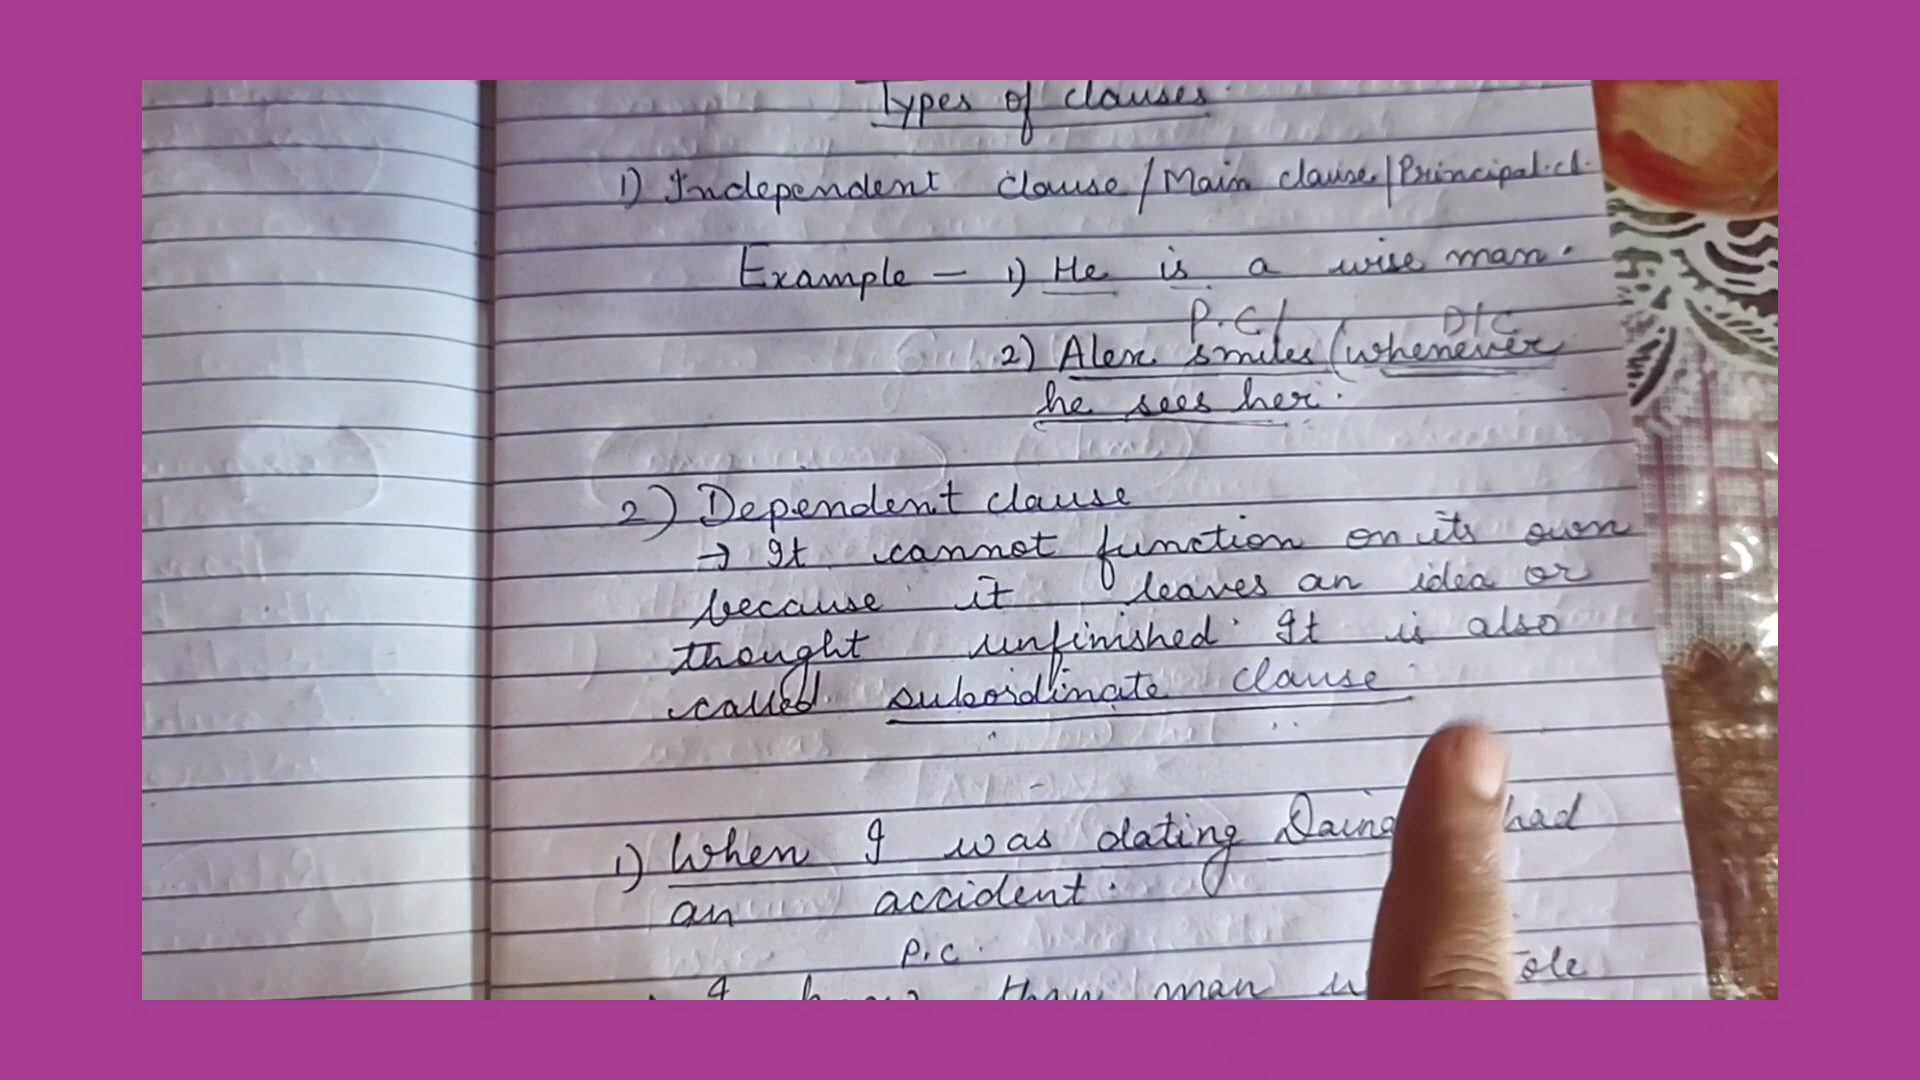 Types of clauses
1) Independent clause/Main clause/Principal.cl.
Example – 1) He is a wise man.
P.C/ D/C
2) Alex smiles (whenever
he sees her.
2) Dependent clause
→ It cannot function on its own
because it leaves an idea or
thought unfinished. It is also
called subordinate clause
1) When I was dating had
an accident.
P.C.
I man